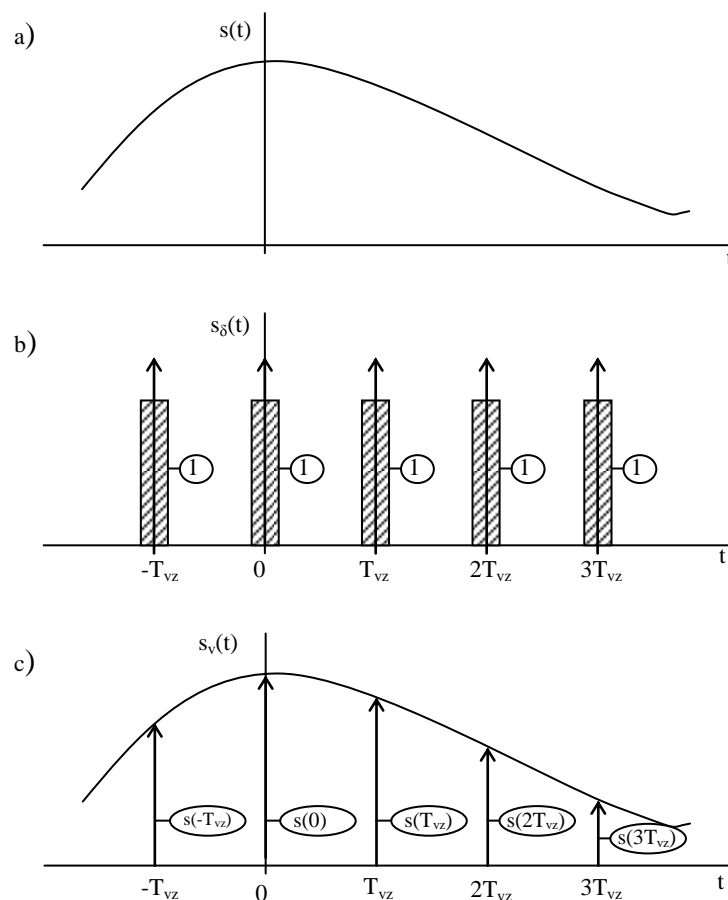 a)
s(t)
t
b)
s_δ(t)
1 1 1 1 1
t
-T_vz 0 T_vz 2T_vz 3T_vz
c)
s_v(t)
s(-T_vz) s(0) s(T_vz) s(2T_vz) s(3T_vz)
t
-T_vz 0 T_vz 2T_vz 3T_vz